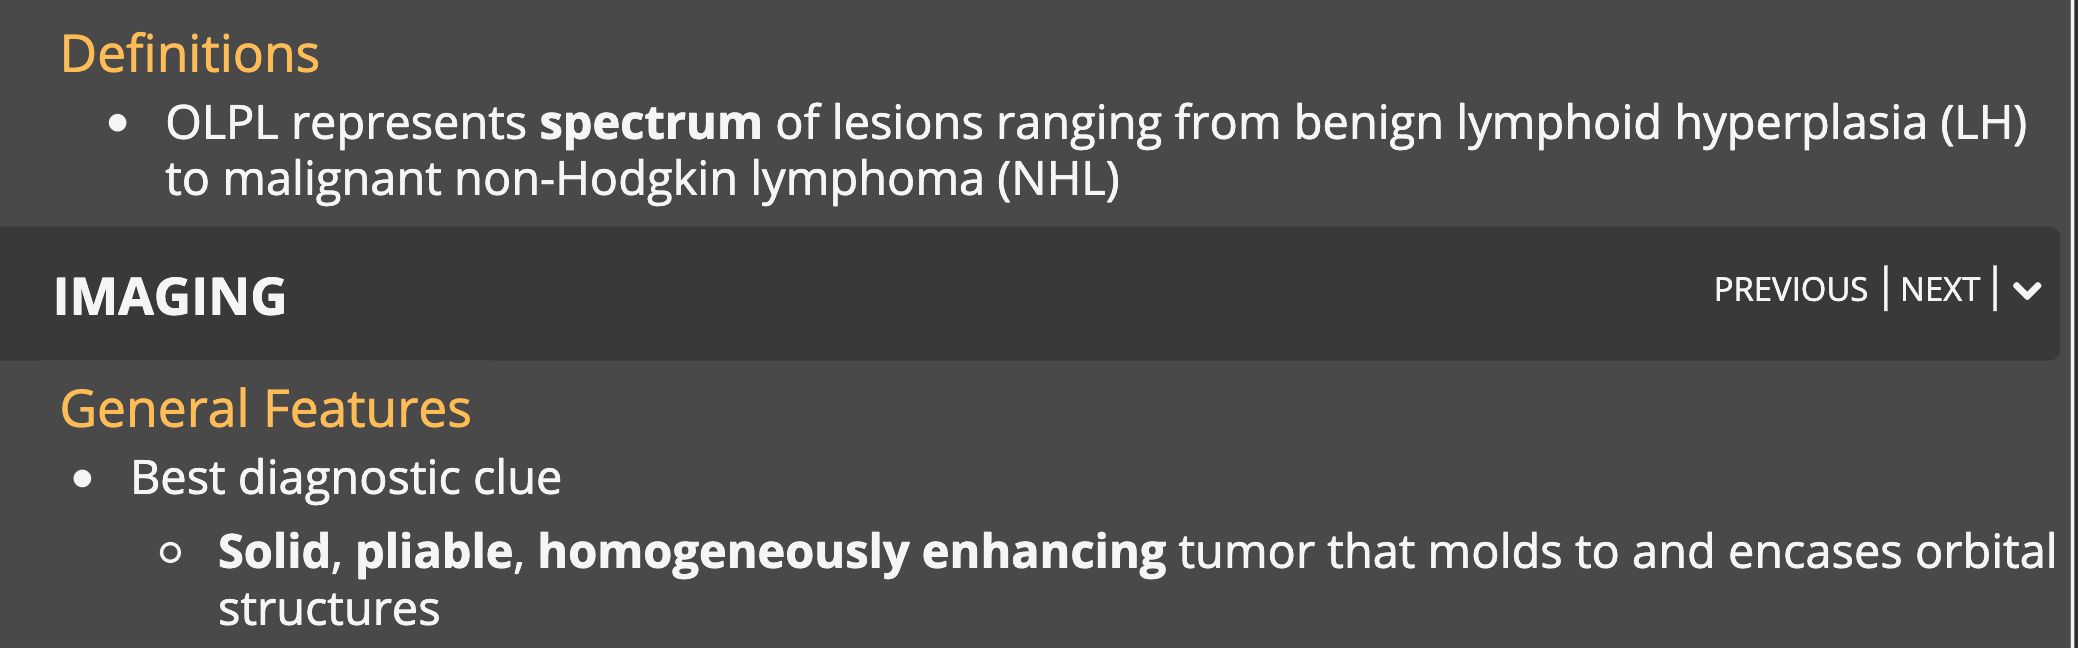 Definitions
• OLPL represents spectrum of lesions ranging from benign lymphoid hyperplasia (LH)
to malignant non-Hodgkin lymphoma (NHL)
IMAGING
PREVIOUS | NEXT |
General Features
• Best diagnostic clue
○ Solid, pliable, homogeneously enhancing tumor that molds to and encases orbital
structures